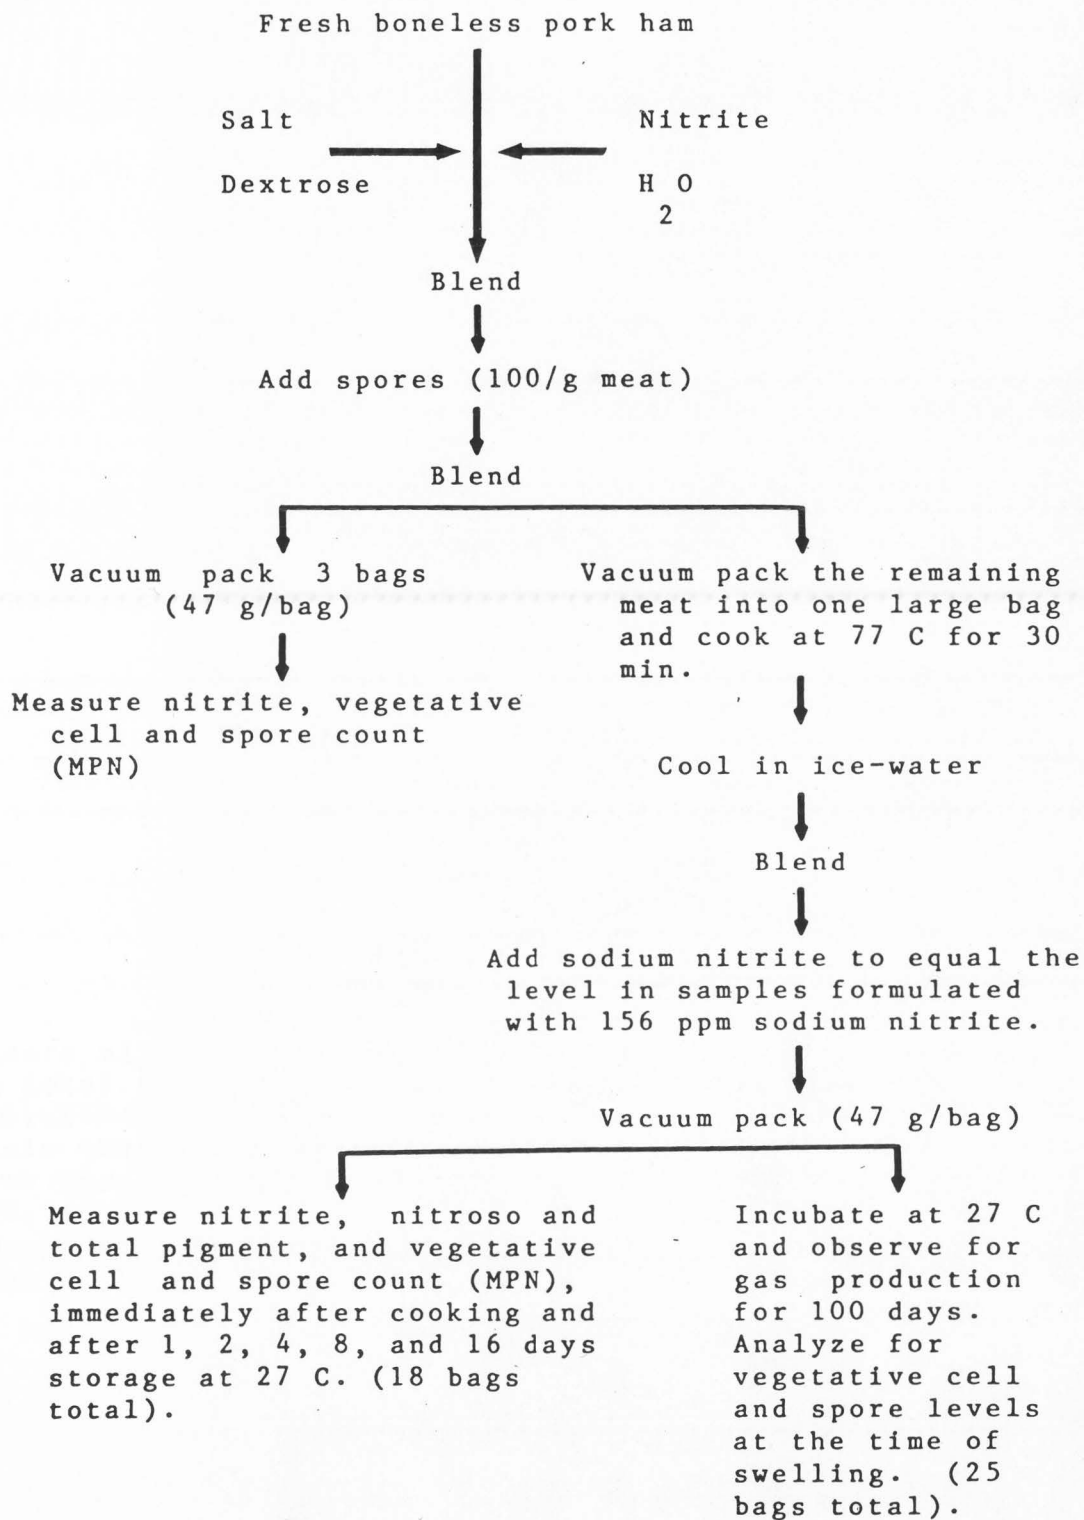 Fresh boneless pork ham
Salt
Nitrite
Dextrose
H2O
Blend
Add spores (100/g meat)
Blend
Vacuum pack 3 bags
(47 g/bag)
Measure nitrite, vegetative
cell and spore count
(MPN)
Vacuum pack the remaining
meat into one large bag
and cook at 77 C for 30
min.
Cool in ice-water
Blend
Add sodium nitrite to equal the
level in samples formulated
with 156 ppm sodium nitrite.
Vacuum pack (47 g/bag)
Measure nitrite, nitroso and
total pigment, and vegetative
cell and spore count (MPN),
immediately after cooking and
after 1, 2, 4, 8, and 16 days
storage at 27 C. (18 bags
total).
Incubate at 27 C
and observe for
gas production
for 100 days.
Analyze for
vegetative cell
and spore levels
at the time of
swelling. (25
bags total).